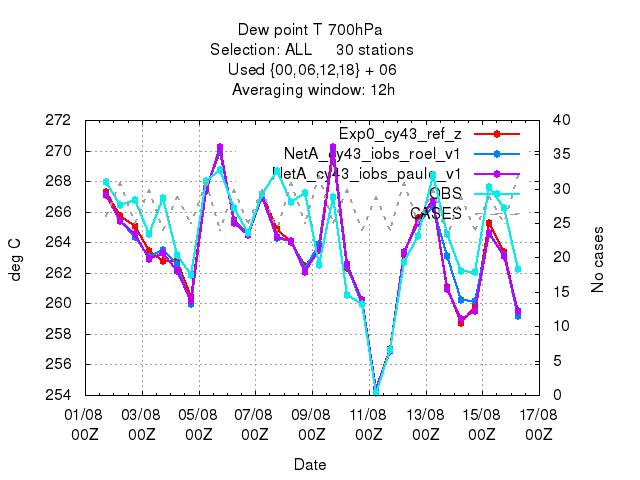 Dew point T 700hPa
Selection: ALL 30 stations
Used {00,06,12,18} + 06
Averaging window: 12h
272 40
Exp0_cy43_ref_z
270 35
NetA_cy43_iobs_roel_v1
NetA_cy43_iobs_paul v1
268 30
OBS
266 25
CASES
264
262 20
260 15
258 10
256 5
254 0
deg C
No cases
01/08 03/08 05/08 07/08 09/08 11/08 13/08 15/08 17/08
00Z 00Z 00Z 00Z 00Z 00Z 00Z 00Z 00Z
Date